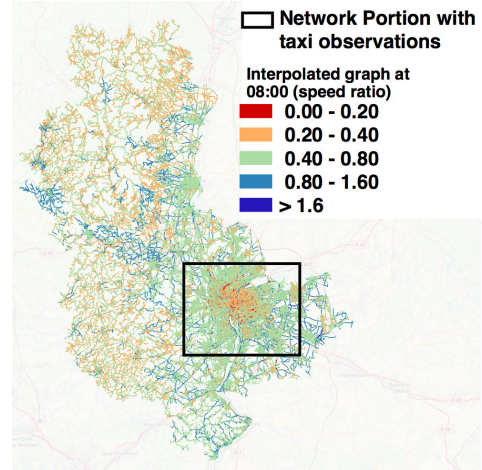 Network Portion with
taxi observations
Interpolated graph at
08:00 (speed ratio)
0.00 - 0.20
0.20 - 0.40
0.40 - 0.80
0.80 - 1.60
> 1.6